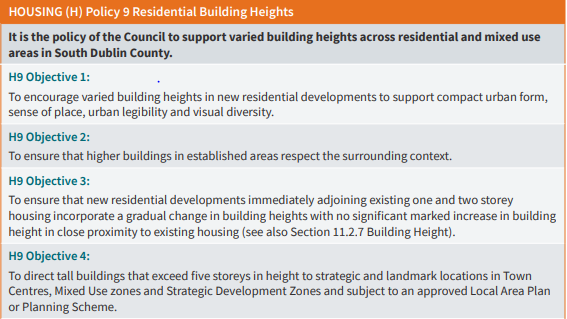 HOUSING (H) Policy 9 Residential Building Heights
It is the policy of the Council to support varied building heights across residential and mixed use
areas in South Dublin County.
H9 Objective 1:
To encourage varied building heights in new residential developments to support compact urban form,
sense of place, urban legibility and visual diversity.
H9 Objective 2:
To ensure that higher buildings in established areas respect the surrounding context.
H9 Objective 3:
To ensure that new residential developments immediately adjoining existing one and two storey
housing incorporate a gradual change in building heights with no significant marked increase in building
height in close proximity to existing housing (see also Section 11.2.7 Building Height).
H9 Objective 4:
To direct tall buildings that exceed five storeys in height to strategic and landmark locations in Town
Centres, Mixed Use zones and Strategic Development Zones and subject to an approved Local Area Plan
or Planning Scheme.